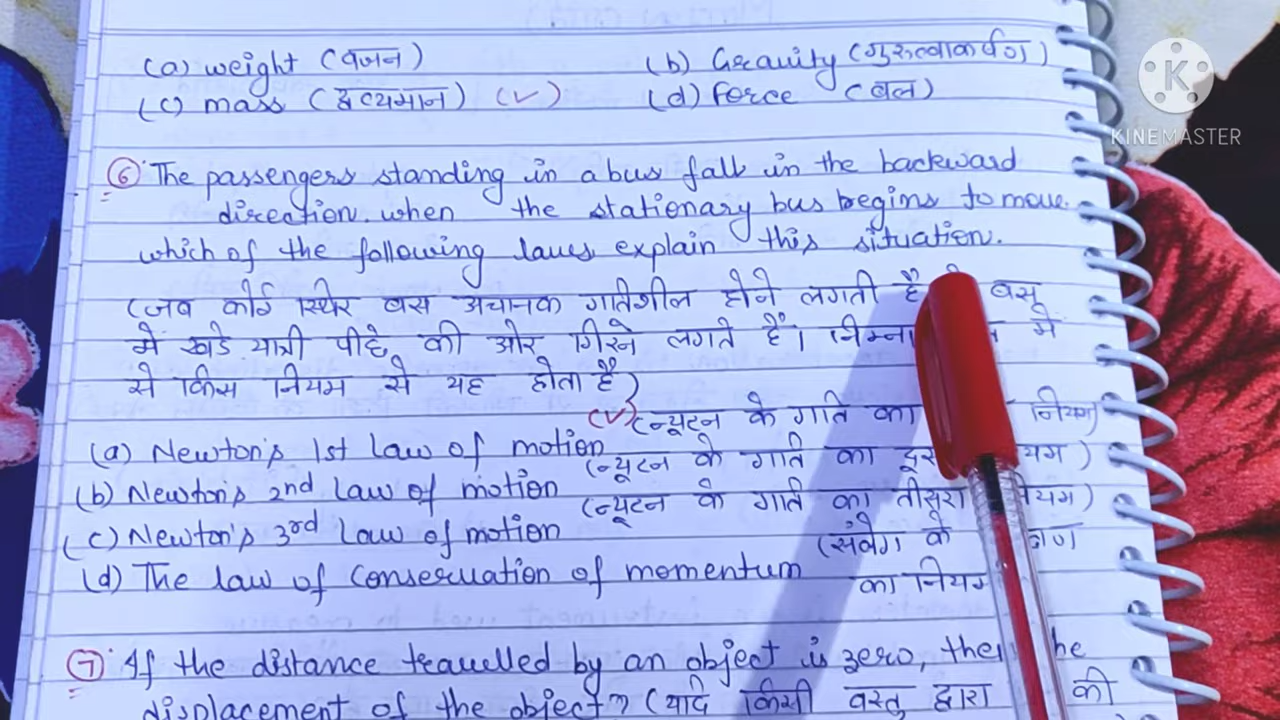 (a) weight (वजन) (b) Gravity (गुरुत्वाकर्षण)
(c) mass (द्रव्यमान) (✓) (d) Force (बल)
⑥ The passengers standing in a bus fall in the backward
direction. when the stationary bus begins to move.
which of the following laws explain this situation.
(जब कोई स्थिर बस अचानक गतिशील होने लगती है बस
में खडे यात्री पीछे की ओर गिरने लगते हैं। में
से किस नियम से यह होता है)
(✓) (न्यूटन के गति का नियम)
(a) Newton's 1st law of motion
(b) Newton's 2nd law of motion (न्यूटन के गति का
(c) Newton's 3rd law of motion (न्यूटन के गति का तीसरा
(d) The law of conservation of momentum (संवेग के
का नियम
⑦ If the distance travelled by an object is zero, the
displacement of the object? (यदि किसी वस्तु द्वारा की
KINEMASTER